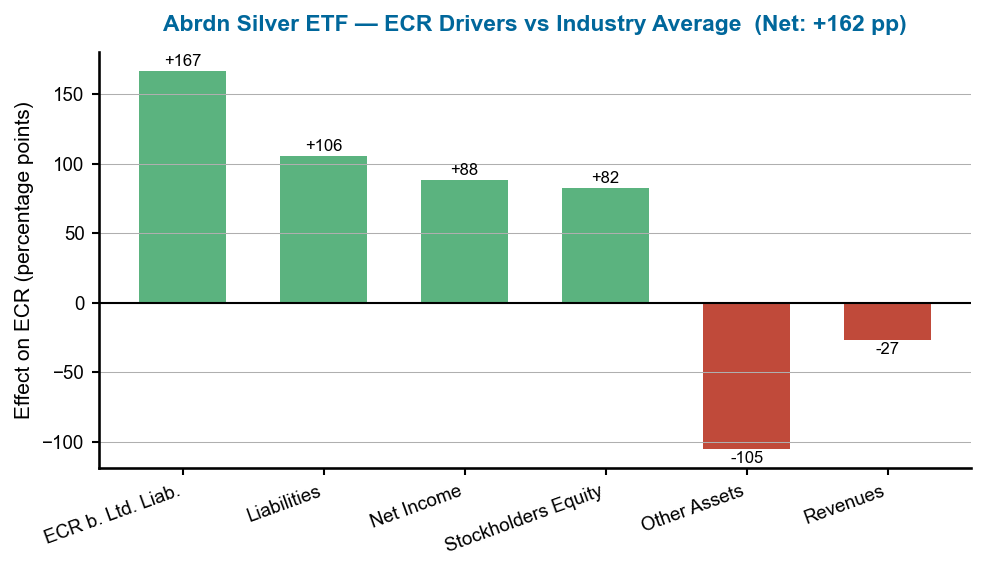 Abrdn Silver ETF — ECR Drivers vs Industry Average  (Net: +162 pp)
Effect on ECR (percentage points)
150
100
50
0
−50
−100
+167
+106
+88
+82
-105
-27
ECR b. Ltd. Liab.
Liabilities
Net Income
Stockholders Equity
Other Assets
Revenues